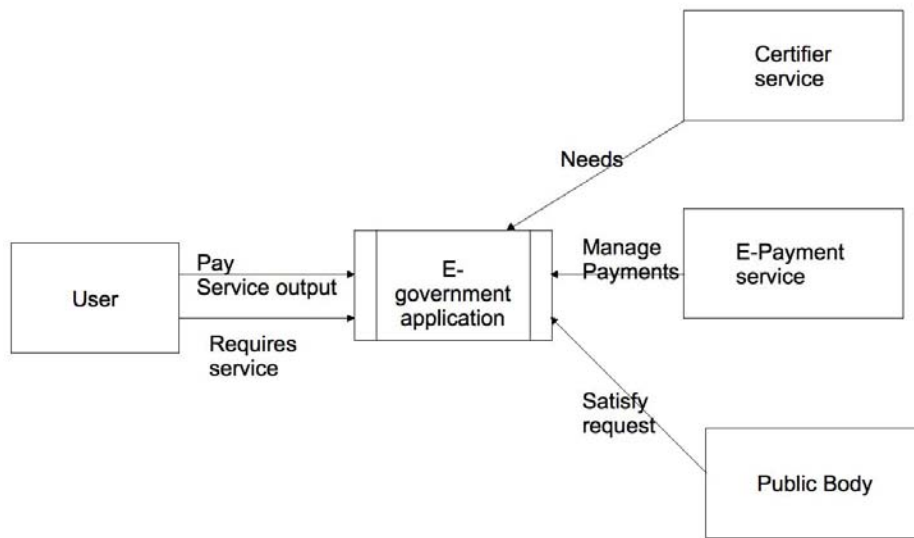 Certifier
service
Needs
User
Pay
Service output
Requires
service
E-
government
application
Manage
Payments
E-Payment
service
Satisfy
request
Public Body